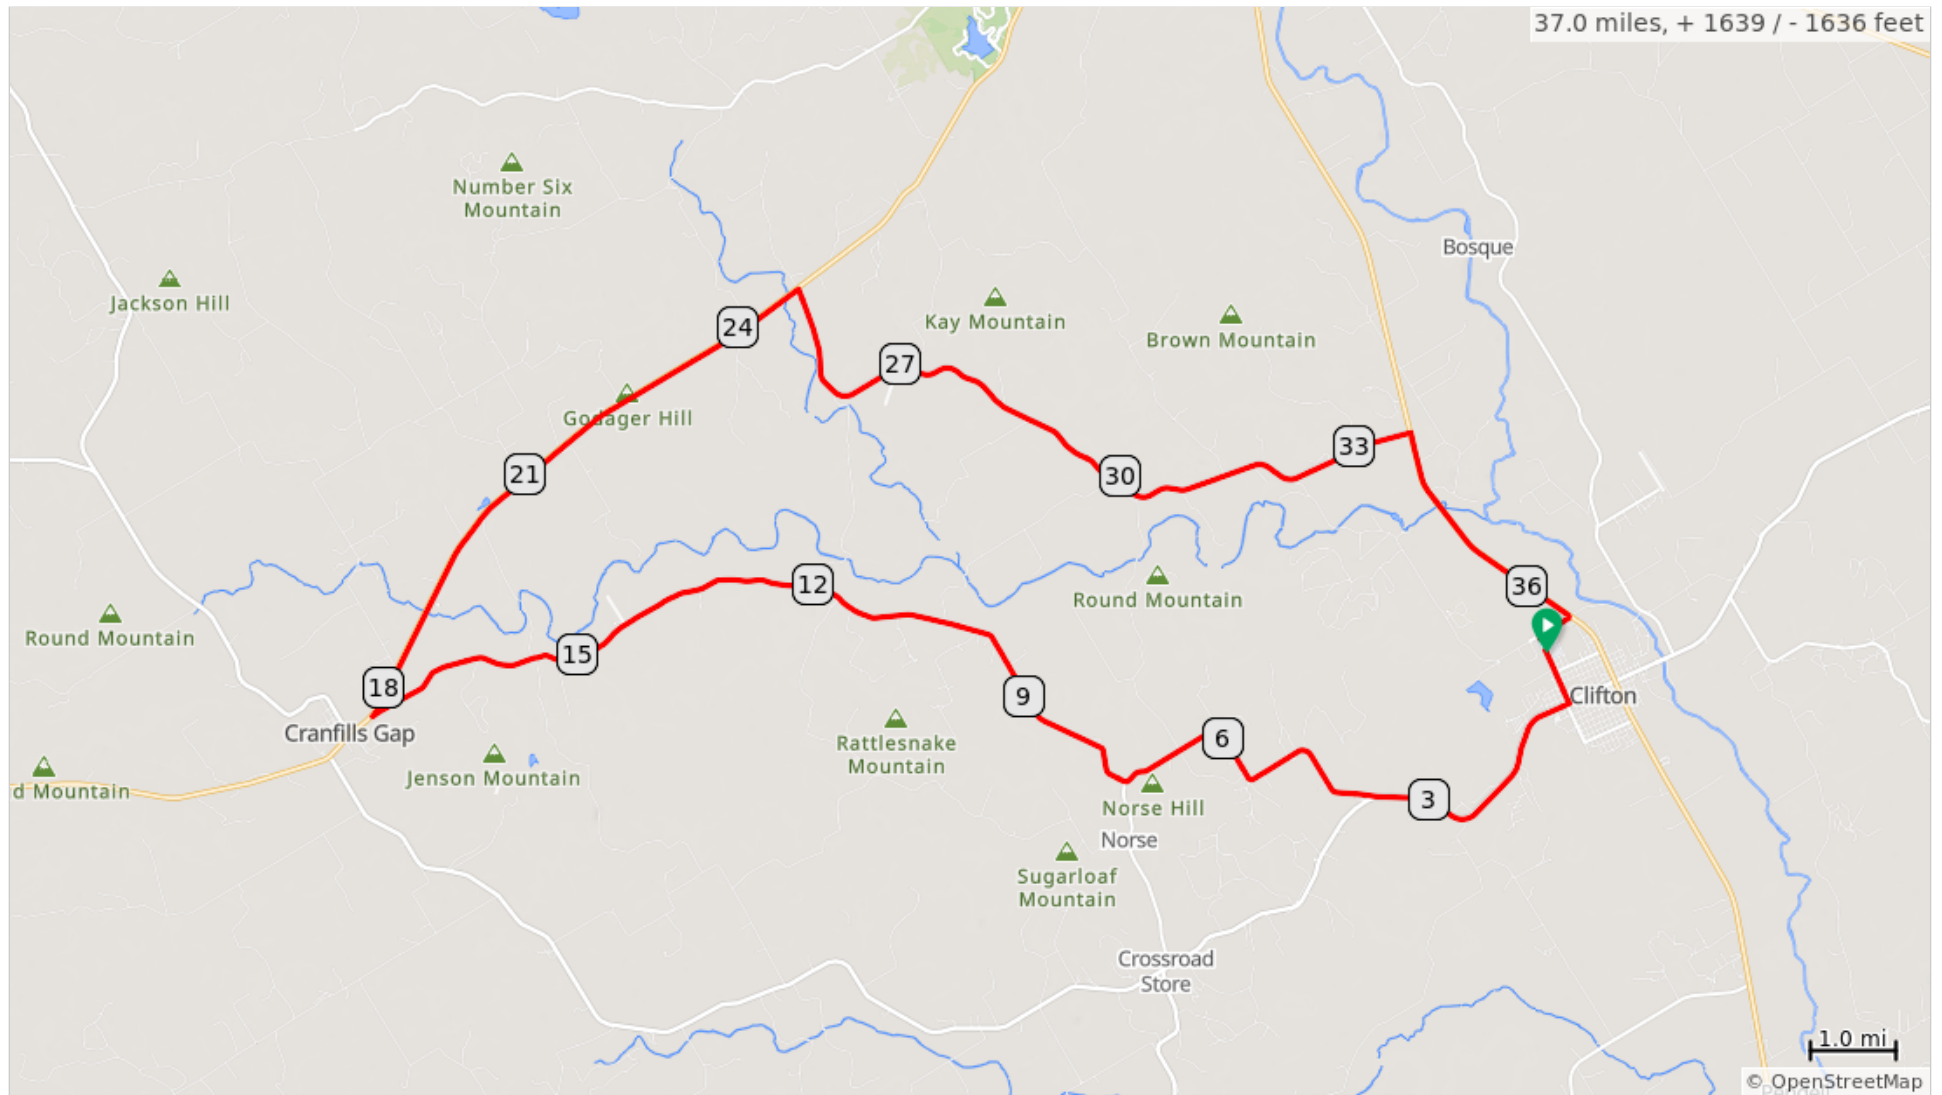 37.0 miles, + 1639 / - 1636 feet
Number Six
Mountain
Bosque
Jackson Hill
Kay Mountain
24
Brown Mountain
27
Godager Hill
33
21
30
12
36
Round Mountain
Round Mountain
15
18
9
Clifton
Cranfills Gap
6
Rattlesnake
Mountain
Jenson Mountain
d Mountain
3
Norse Hill
Norse
Sugarloaf
Mountain
Crossroad
Store
1.0 mi
© OpenStreetMap